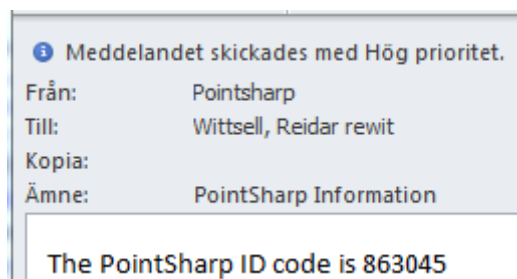 Meddelandet skickades med Hög prioritet.
Från: Pointsharp
Till: Wittsell, Reidar rewit
Kopia:
Ämne: PointSharp Information
The PointSharp ID code is 863045